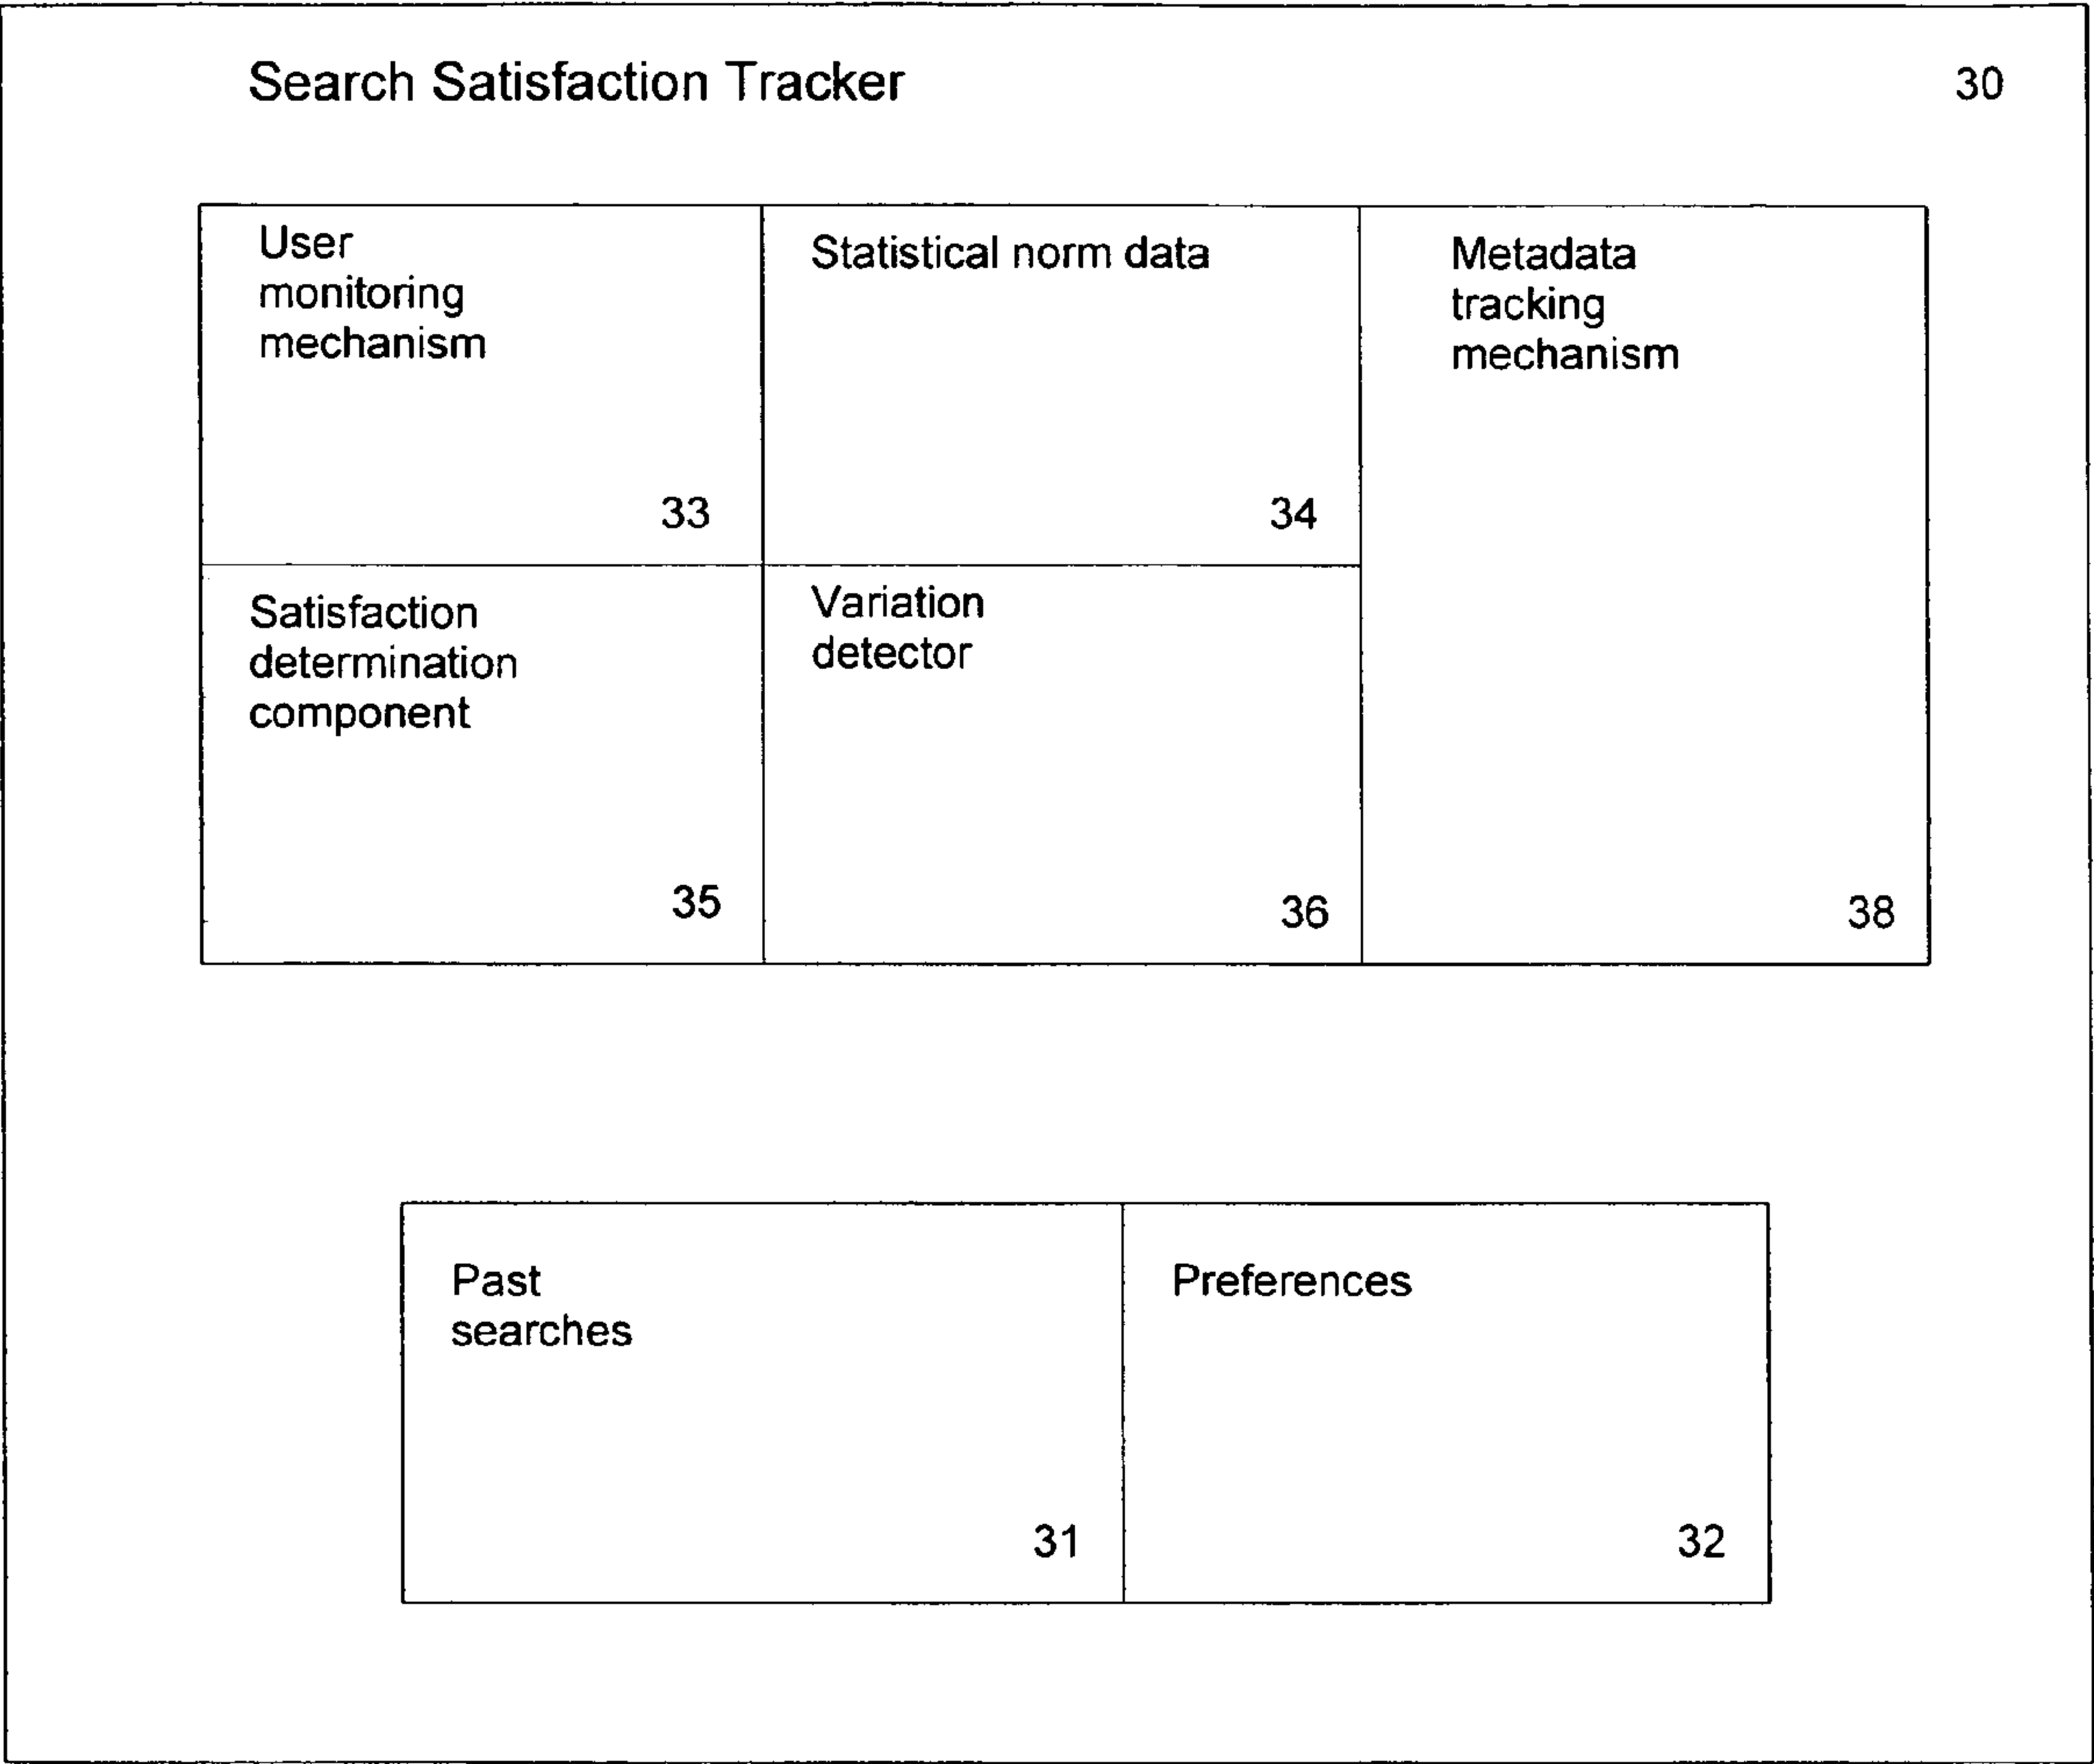 Search Satisfaction Tracker
30
User
monitoring
mechanism
33
Statistical norm data
34
Metadata
tracking
mechanism
38
Satisfaction
determination
component
35
Variation
detector
36
Past
searches
31
Preferences
32